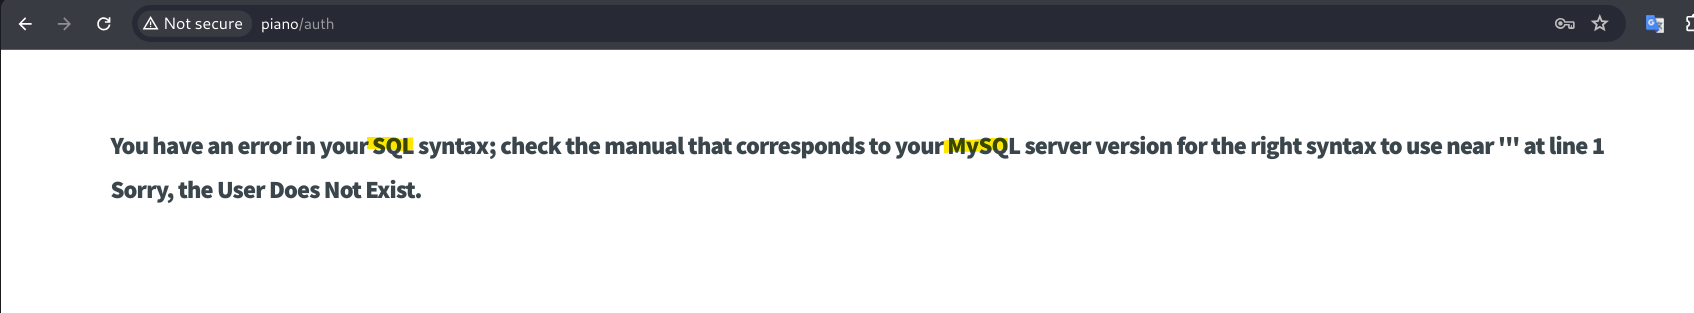 Not secure piano/auth
You have an error in your SQL syntax; check the manual that corresponds to your MySQL server version for the right syntax to use near ''' at line 1
Sorry, the User Does Not Exist.